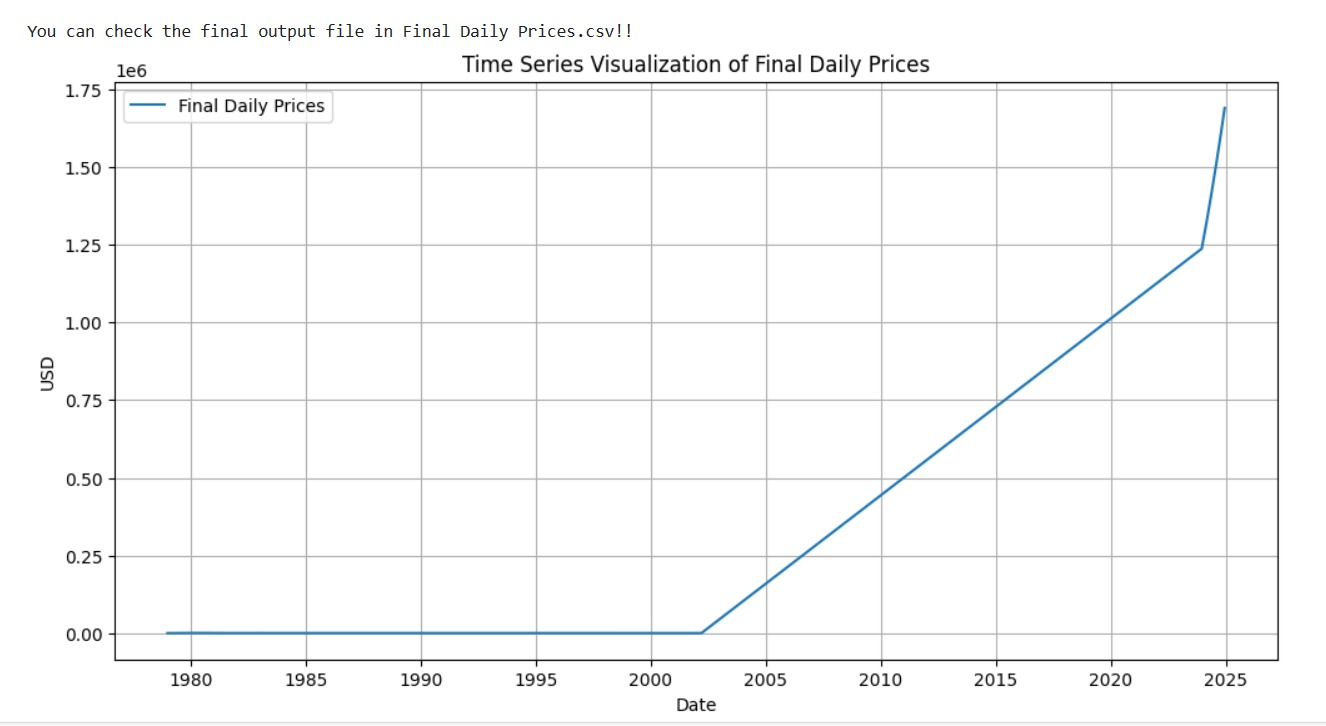 You can check the final output file in Final Daily Prices.csv!!
Time Series Visualization of Final Daily Prices
1e6
1.75
Final Daily Prices
1.50
1.25
1.00
USD
0.75
0.50
0.25
0.00
1980 1985 1990 1995 2000 2005 2010 2015 2020 2025
Date